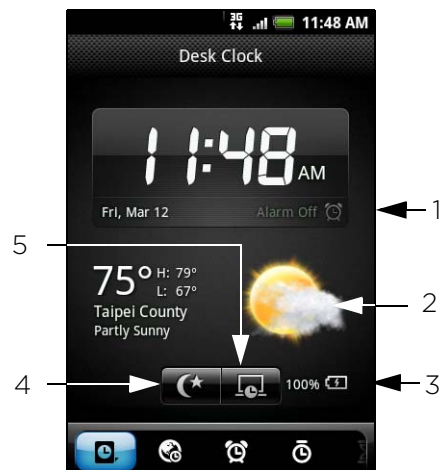 3G 11:48 AM
Desk Clock
11:48 AM
Fri, Mar 12 Alarm Off
1
5
75° H: 79°
L: 67°
Taipei County
Partly Sunny
2
4
100%
3